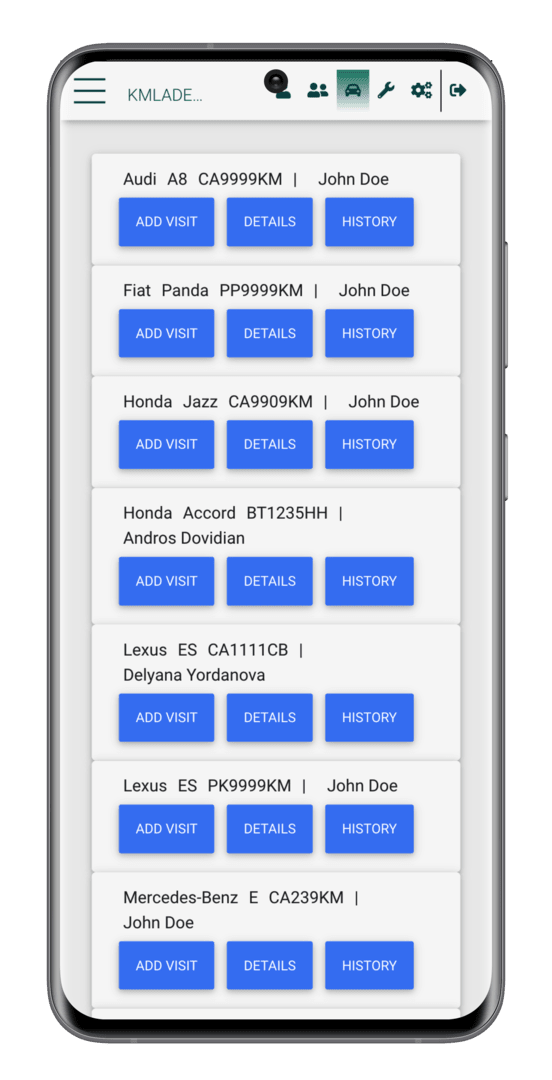 KMLADE...
Audi A8 CA9999KM | John Doe
ADD VISIT DETAILS HISTORY
Fiat Panda PP9999KM | John Doe
ADD VISIT DETAILS HISTORY
Honda Jazz CA9909KM | John Doe
ADD VISIT DETAILS HISTORY
Honda Accord BT1235HH |
Andros Dovidian
ADD VISIT DETAILS HISTORY
Lexus ES CA1111CB |
Delyana Yordanova
ADD VISIT DETAILS HISTORY
Lexus ES PK9999KM | John Doe
ADD VISIT DETAILS HISTORY
Mercedes-Benz E CA239KM |
John Doe
ADD VISIT DETAILS HISTORY